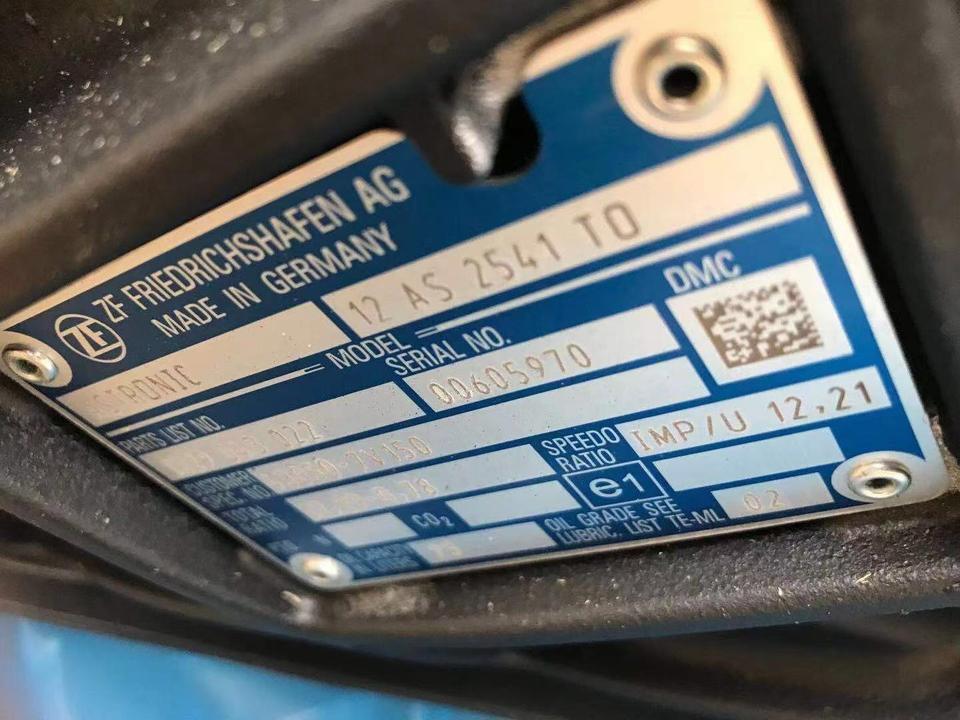 ZF FRIEDRICHSHAFEN AG
MADE IN GERMANY
MODEL 12 AS 2541 TO
PARTS LIST NO. SERIAL NO. DMC
022 00605970
CUSTOMER SPEC NO.
TOTAL RATIO SPEEDO RATIO IMP/U 12,21
CO2 e1
OIL GRADE SEE
LUBRIC. LIST TE-ML 02